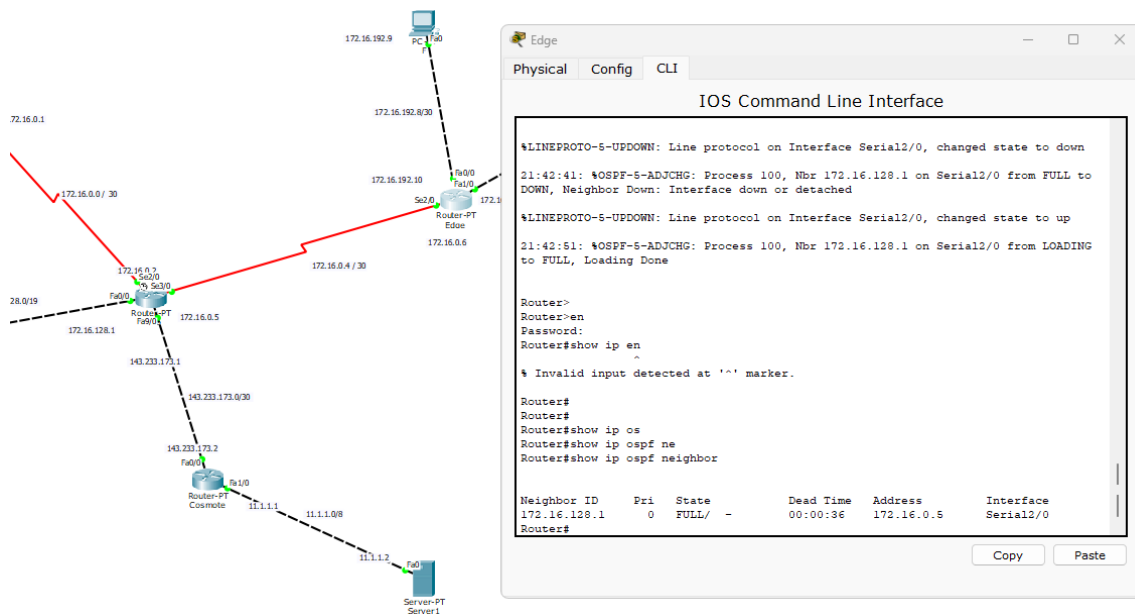 172.16.192.9
PC
Fa0
F
172.16.192.8/30
72.16.0.1
172.16.0.0 / 30
172.16.192.10
Fa0/0
Fa1/0
Se2/0
Router-PT
Edge
172.16.0.6
172.16.0.4 / 30
172.16.0.2
Se2/0
Se3/0
Fa0/0
Router-PT
Fa9/0
28.0/19
172.16.128.1
172.16.0.5
143.233.173.1
143.233.173.0/30
143.233.173.2
Fa0/0
Fa1/0
Router-PT
Cosmote
11.1.1.1
11.1.1.0/8
11.1.1.2
Fa0
Server-PT
Server1
Edge
Physical Config CLI
IOS Command Line Interface
%LINEPROTO-5-UPDOWN: Line protocol on Interface Serial2/0, changed state to down
21:42:41: %OSPF-5-ADJCHG: Process 100, Nbr 172.16.128.1 on Serial2/0 from FULL to
DOWN, Neighbor Down: Interface down or detached
%LINEPROTO-5-UPDOWN: Line protocol on Interface Serial2/0, changed state to up
21:42:51: %OSPF-5-ADJCHG: Process 100, Nbr 172.16.128.1 on Serial2/0 from LOADING
to FULL, Loading Done
Router>
Router>en
Password:
Router#show ip en
^
% Invalid input detected at '^' marker.
Router#
Router#
Router#show ip os
Router#show ip ospf ne
Router#show ip ospf neighbor
Neighbor ID Pri State Dead Time Address Interface
172.16.128.1 0 FULL/ - 00:00:36 172.16.0.5 Serial2/0
Router#
Copy Paste